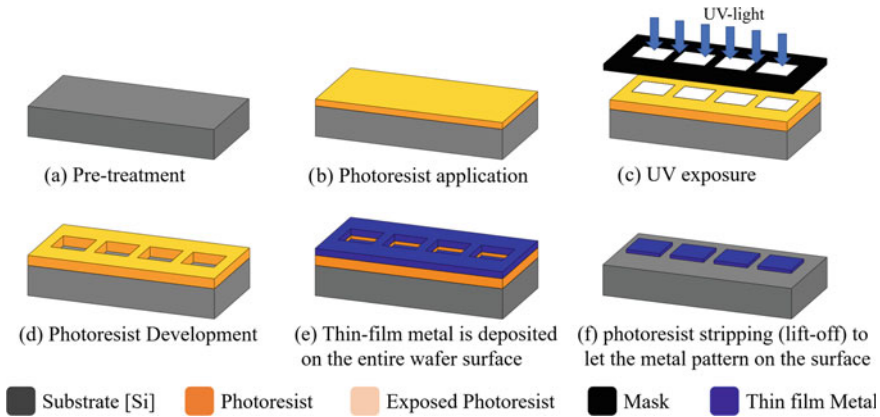 UV-light
(a) Pre-treatment
(b) Photoresist application
(c) UV exposure
(d) Photoresist Development
(e) Thin-film metal is deposited
on the entire wafer surface
(f) photoresist stripping (lift-off) to
let the metal pattern on the surface
Substrate [Si]
Photoresist
Exposed Photoresist
Mask
Thin film Metal